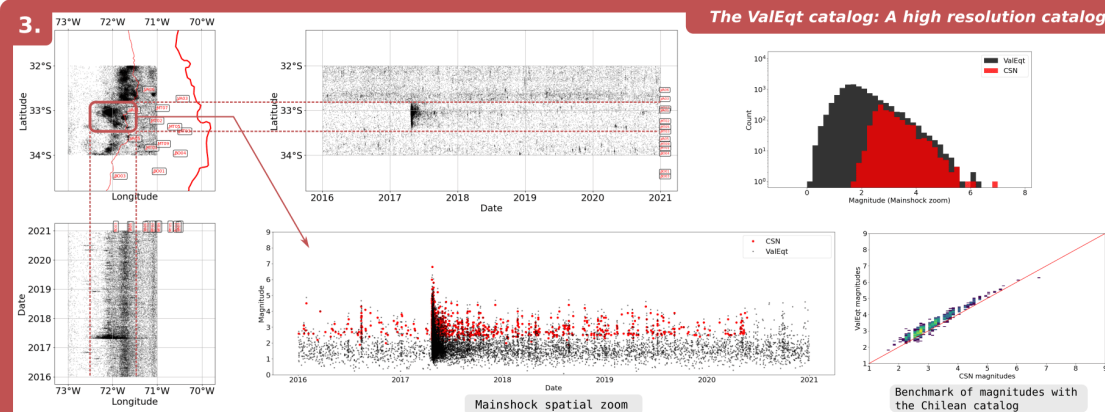 3.
The ValEqt catalog: A high resolution catalog
73°W 72°W 71°W 70°W
32°S
33°S
34°S
Latitude
Longitude
32°S
33°S
34°S
Latitude
2016 2017 2018 2019 2020 2021
Date
10⁴
10³
10²
10¹
10⁰
Count
ValEqt
CSN
0 2 4 6 8
Magnitude (Mainshock zoom)
2021
2020
2019
2018
2017
2016
Date
73°W 72°W 71°W 70°W
Longitude
9
8
7
6
5
4
3
2
1
0
Magnitude
CSN
ValEqt
2016 2017 2018 2019 2020 2021
Date
Mainshock spatial zoom
9
8
7
6
5
4
3
2
1
ValEqt magnitudes
1 2 3 4 5 6 7 8 9
CSN magnitudes
Benchmark of magnitudes with
the Chilean catalog